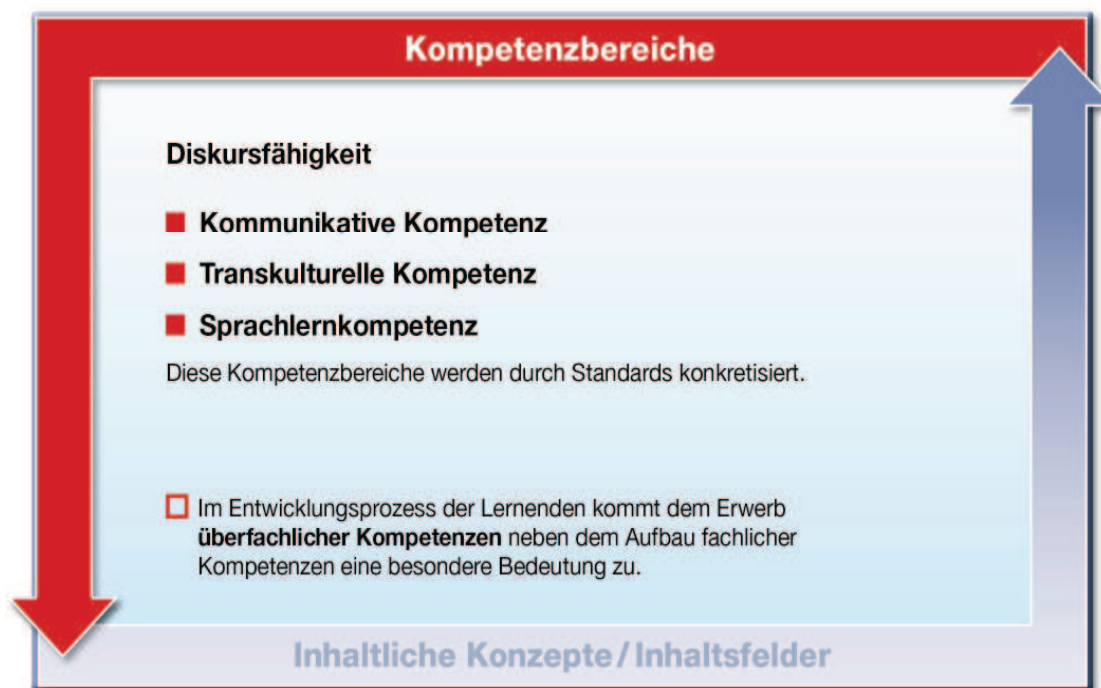 Kompetenzbereiche
Diskursfähigkeit
Kommunikative Kompetenz
Transkulturelle Kompetenz
Sprachlernkompetenz
Diese Kompetenzbereiche werden durch Standards konkretisiert.
Im Entwicklungsprozess der Lernenden kommt dem Erwerb
überfachlicher Kompetenzen neben dem Aufbau fachlicher
Kompetenzen eine besondere Bedeutung zu.
Inhaltliche Konzepte/Inhaltsfelder